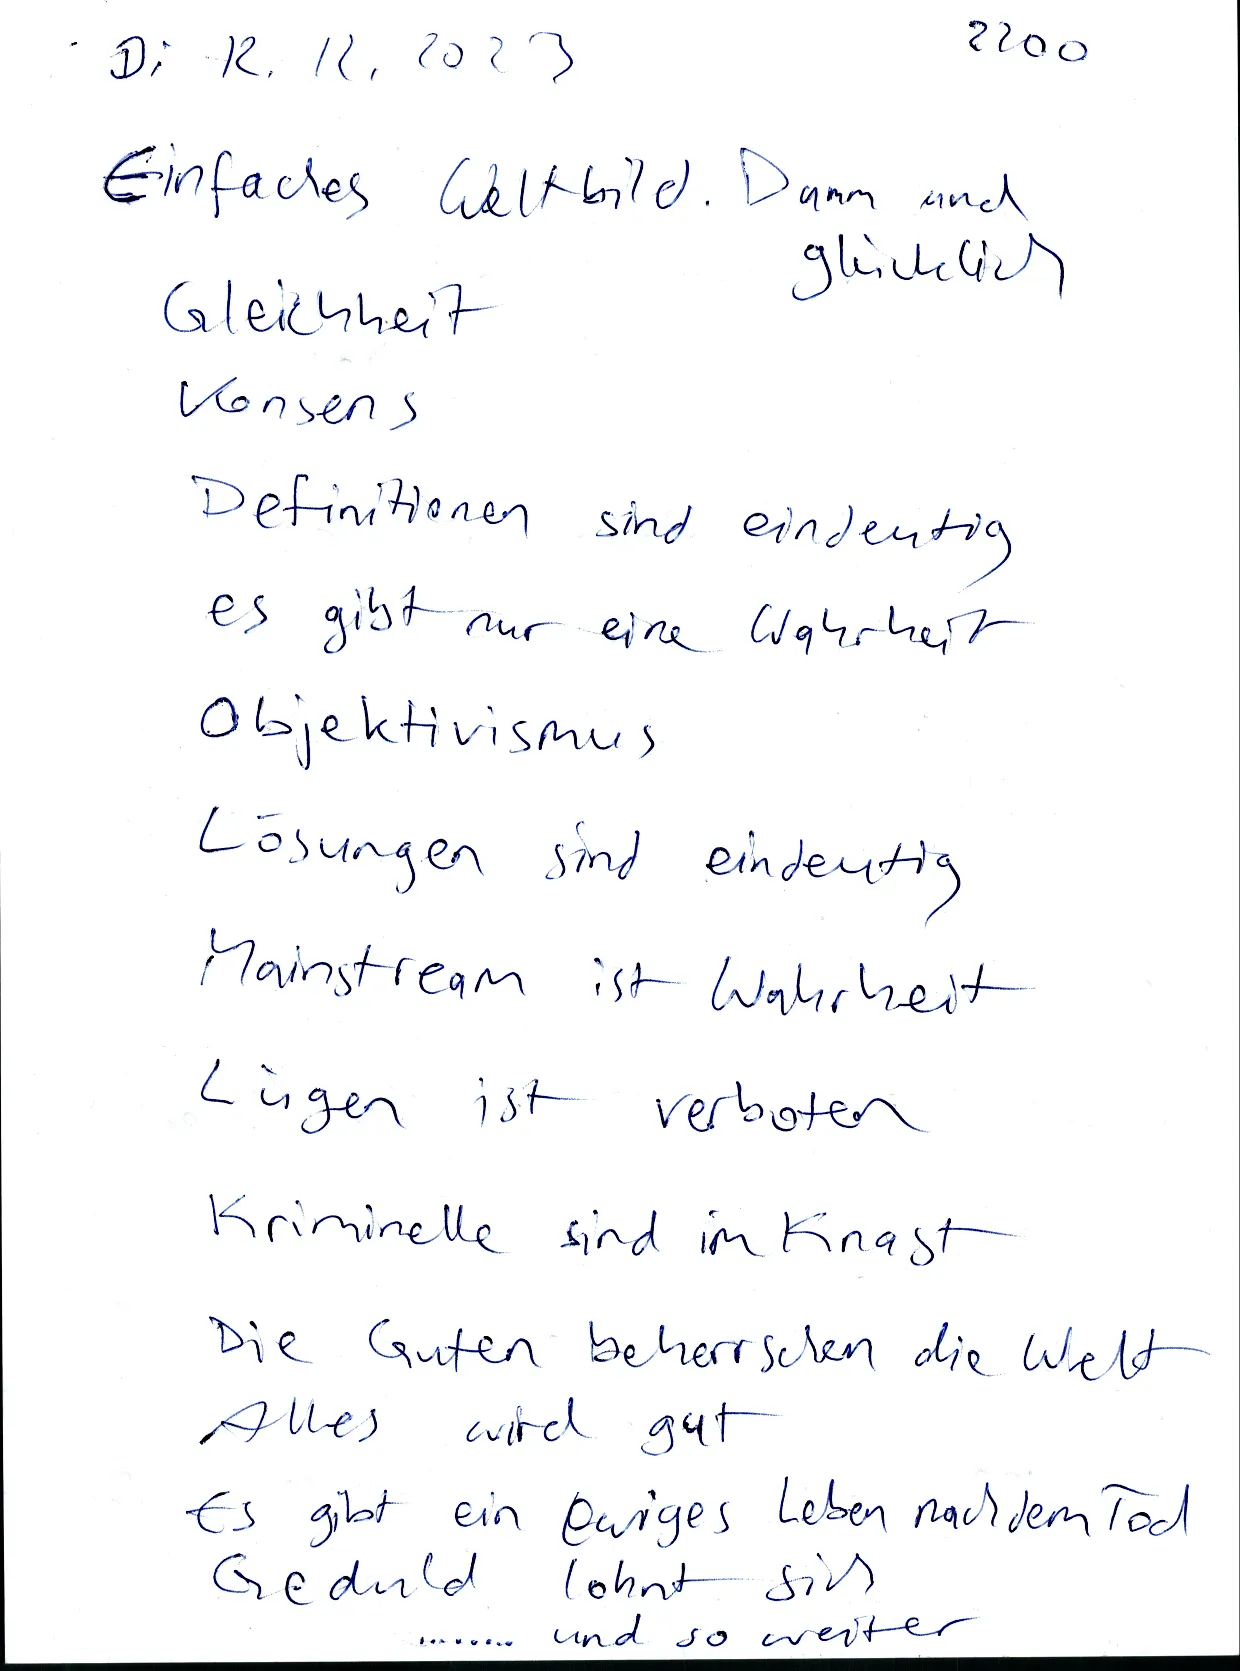 Di 12. 12. 2023 2200
Einfaches Weltbild. Dumm und
glücklich
Gleichheit
Konsens
Definitionen sind eindeutig
es gibt nur eine Wahrheit
Objektivismus
Lösungen sind eindeutig
Mainstream ist Wahrheit
Lügen ist verboten
Kriminelle sind im Knast
Die Guten beherrschen die Welt
Alles wird gut
Es gibt ein ewiges Leben nach dem Tod
Geduld lohnt sich
........ und so weiter